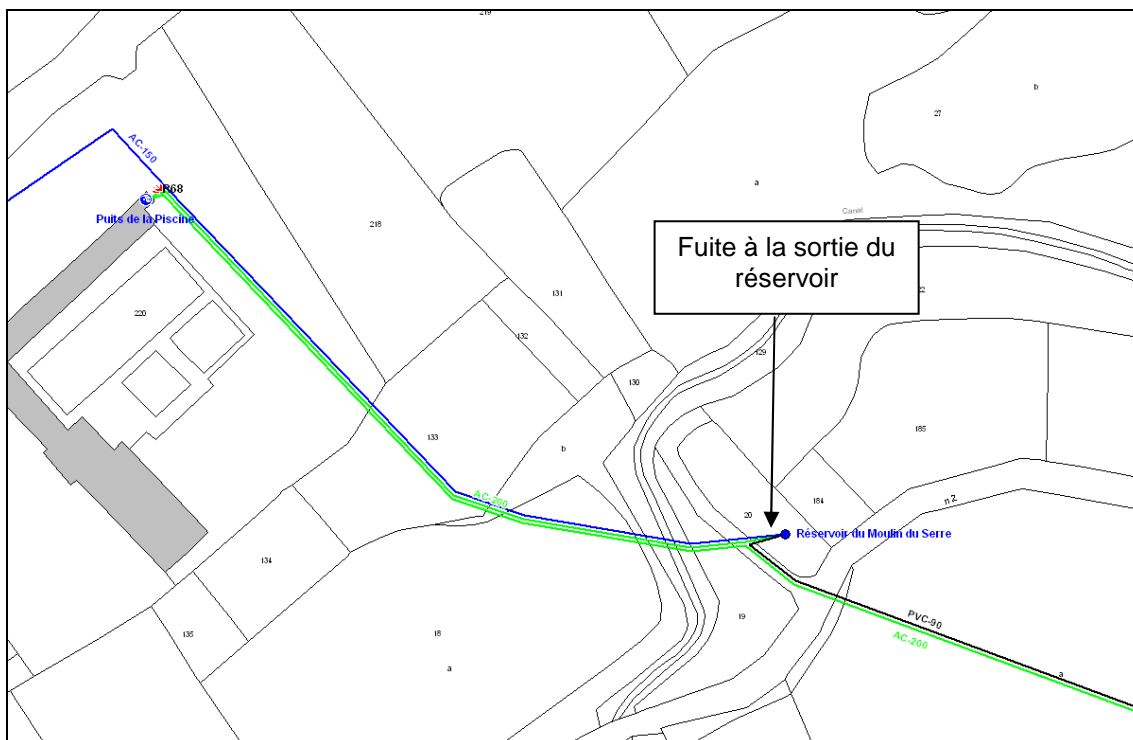 219
b
27
AC-150
R68
Puits de la Piscine
a
Canal
218
Fuite à la sortie du
réservoir
131
220
132
129
130
133
185
b
AC-200
n 2
184
20
Réservoir du Moulin du Serre
134
PVC-90
19
135
18
AC-200
a
a